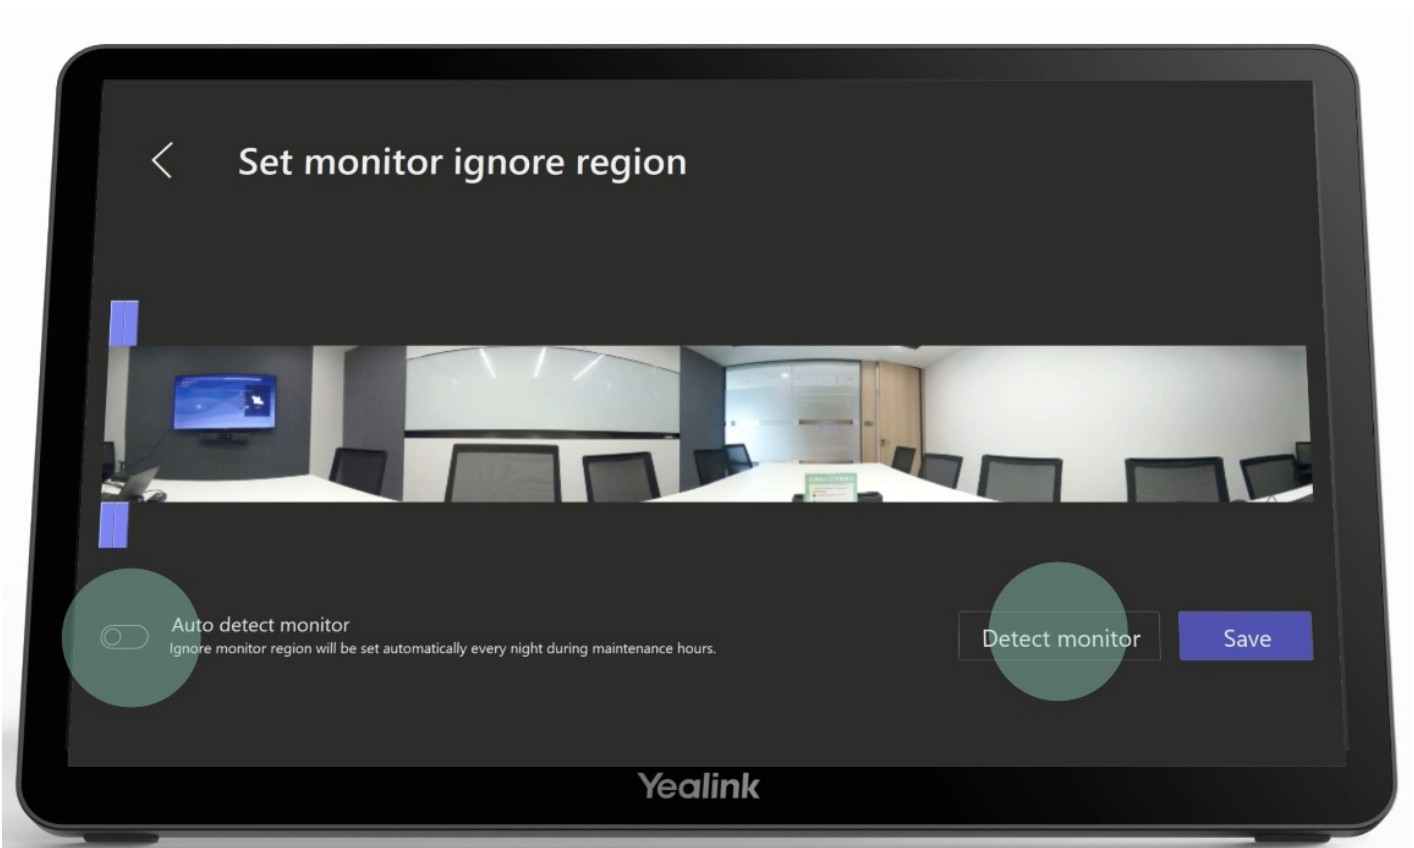 Set monitor ignore region
Auto detect monitor
Ignore monitor region will be set automatically every night during maintenance hours.
Detect monitor
Save
Yealink